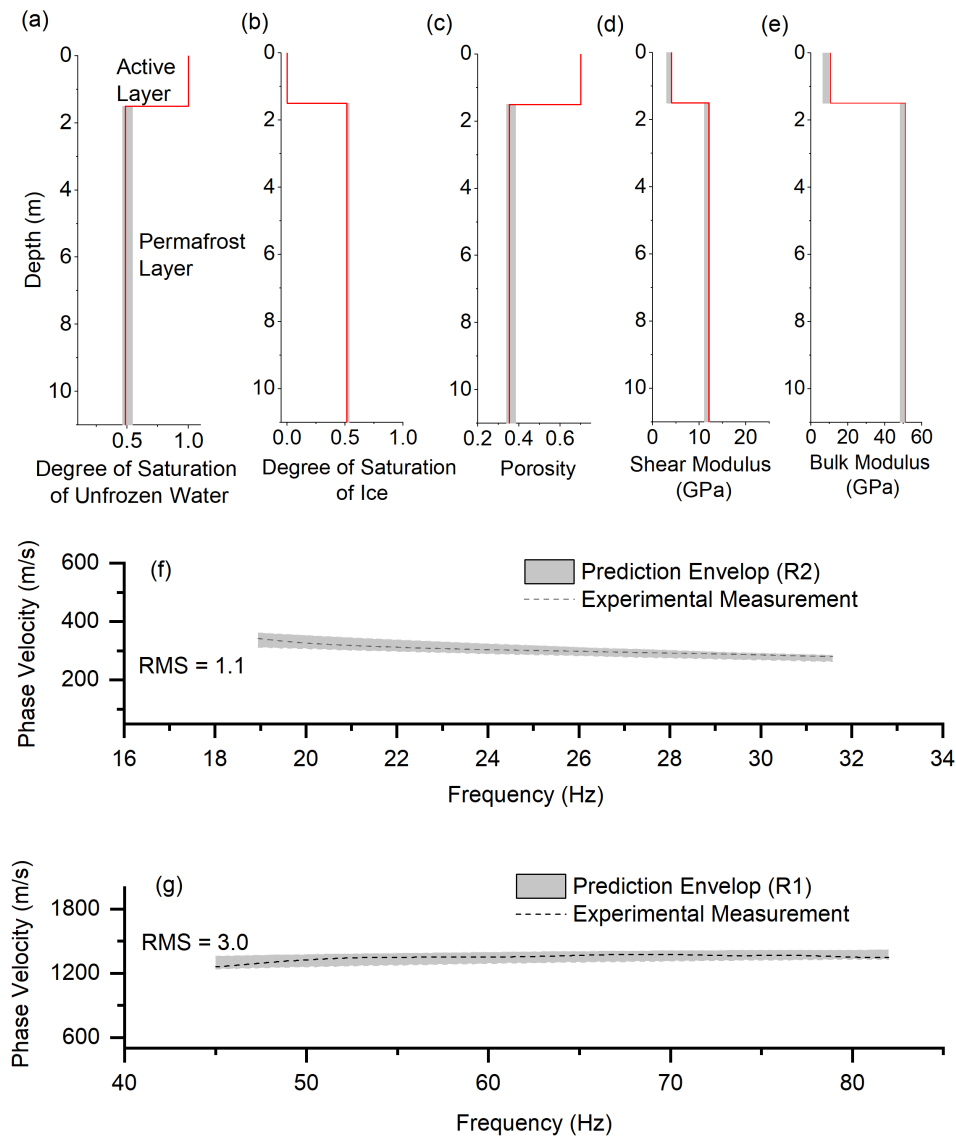 (a)
(b)
(c)
(d)
(e)
0
2
4
6
8
10
Depth (m)
Active
Layer
Permafrost
Layer
0.5 1.0
Degree of Saturation
of Unfrozen Water
0
2
4
6
8
10
0.0 0.5 1.0
Degree of Saturation
of Ice
0
2
4
6
8
10
0.2 0.4 0.6
Porosity
0
2
4
6
8
10
0 10 20
Shear Modulus
(GPa)
0
2
4
6
8
10
0 20 40 60
Bulk Modulus
(GPa)
(f)
Phase Velocity (m/s)
600
400
200
Prediction Envelop (R2)
Experimental Measurement
RMS = 1.1
16 18 20 22 24 26 28 30 32 34
Frequency (Hz)
(g)
Phase Velocity (m/s)
1800
1200
600
Prediction Envelop (R1)
Experimental Measurement
RMS = 3.0
40 50 60 70 80
Frequency (Hz)